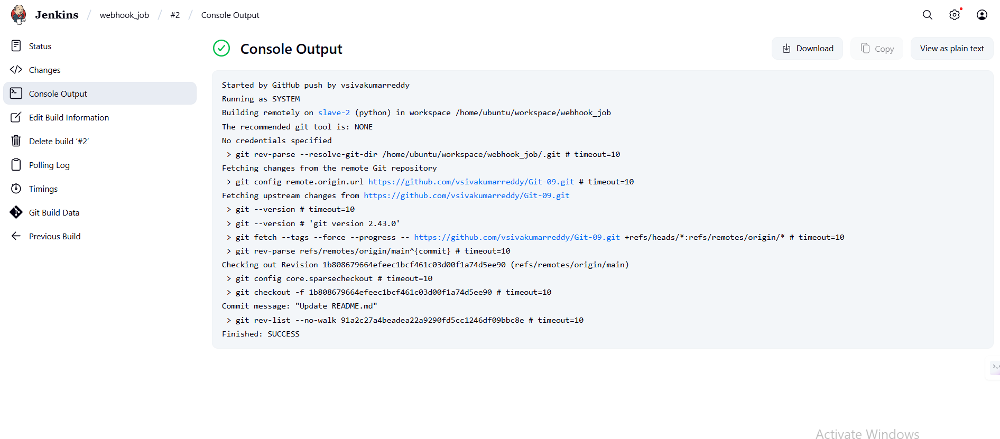 Jenkins / webhook_job / #2 / Console Output
Status
Changes
Console Output
Edit Build Information
Delete build ‘#2’
Polling Log
Timings
Git Build Data
Previous Build
Console Output
Download
Copy
View as plain text
Started by GitHub push by vsivakumarreddy
Running as SYSTEM
Building remotely on slave-2 (python) in workspace /home/ubuntu/workspace/webhook_job
The recommended git tool is: NONE
No credentials specified
> git rev-parse --resolve-git-dir /home/ubuntu/workspace/webhook_job/.git # timeout=10
Fetching changes from the remote Git repository
> git config remote.origin.url https://github.com/vsivakumarreddy/Git-09.git # timeout=10
Fetching upstream changes from https://github.com/vsivakumarreddy/Git-09.git
> git --version # timeout=10
> git --version # 'git version 2.43.0'
> git fetch --tags --force --progress -- https://github.com/vsivakumarreddy/Git-09.git +refs/heads/*:refs/remotes/origin/* # timeout=10
> git rev-parse refs/remotes/origin/main^{commit} # timeout=10
Checking out Revision 1b808679664efeec1bcf461c03d00f1a74d5ee90 (refs/remotes/origin/main)
> git config core.sparsecheckout # timeout=10
> git checkout -f 1b808679664efeec1bcf461c03d00f1a74d5ee90 # timeout=10
Commit message: "Update README.md"
> git rev-list --no-walk 91a2c27a4beadea22a9290fd5cc1246df09bbc8e # timeout=10
Finished: SUCCESS
Activate Windows